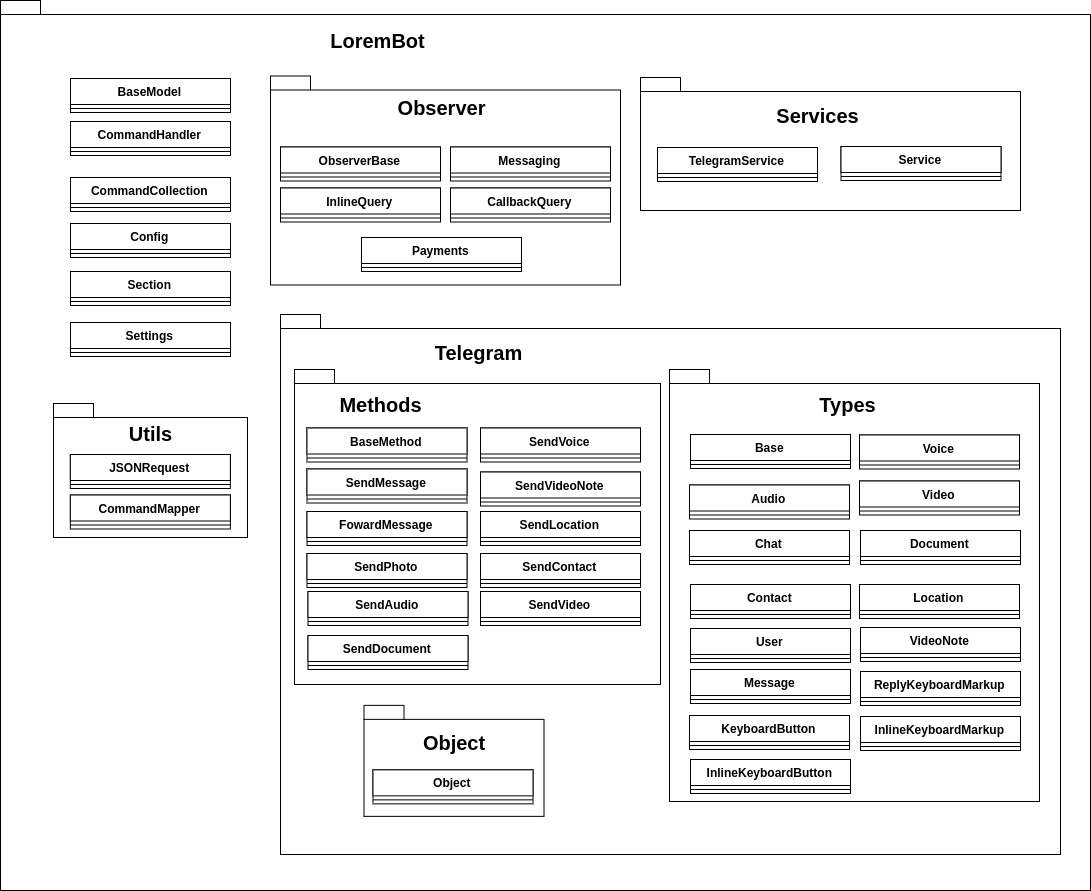 LoremBot
BaseModel
CommandHandler
CommandCollection
Config
Section
Settings
Observer
ObserverBase
Messaging
InlineQuery
CallbackQuery
Payments
Services
TelegramService
Service
Utils
JSONRequest
CommandMapper
Telegram
Methods
BaseMethod
SendVoice
SendMessage
SendVideoNote
FowardMessage
SendLocation
SendPhoto
SendContact
SendAudio
SendVideo
SendDocument
Types
Base
Voice
Audio
Video
Chat
Document
Contact
Location
User
VideoNote
Message
ReplyKeyboardMarkup
KeyboardButton
InlineKeyboardMarkup
InlineKeyboardButton
Object
Object